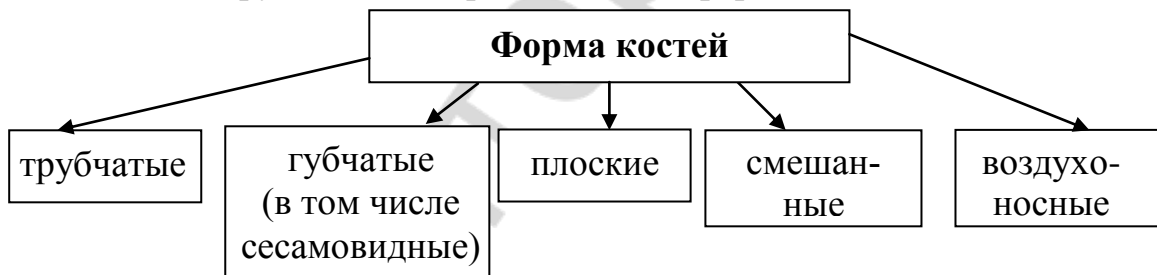 Форма костей
трубчатые
губчатые
(в том числе
сесамовидные)
плоские
смешан-
ные
воздухо-
носные